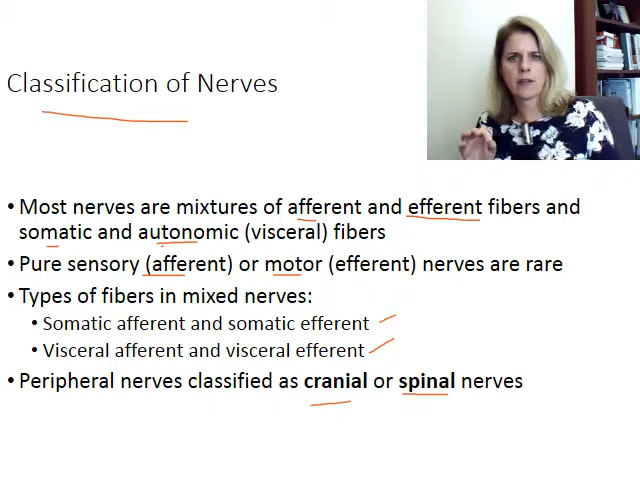 Classification of Nerves
• Most nerves are mixtures of afferent and efferent fibers and
somatic and autonomic (visceral) fibers
• Pure sensory (afferent) or motor (efferent) nerves are rare
• Types of fibers in mixed nerves:
• Somatic afferent and somatic efferent
• Visceral afferent and visceral efferent
• Peripheral nerves classified as cranial or spinal nerves